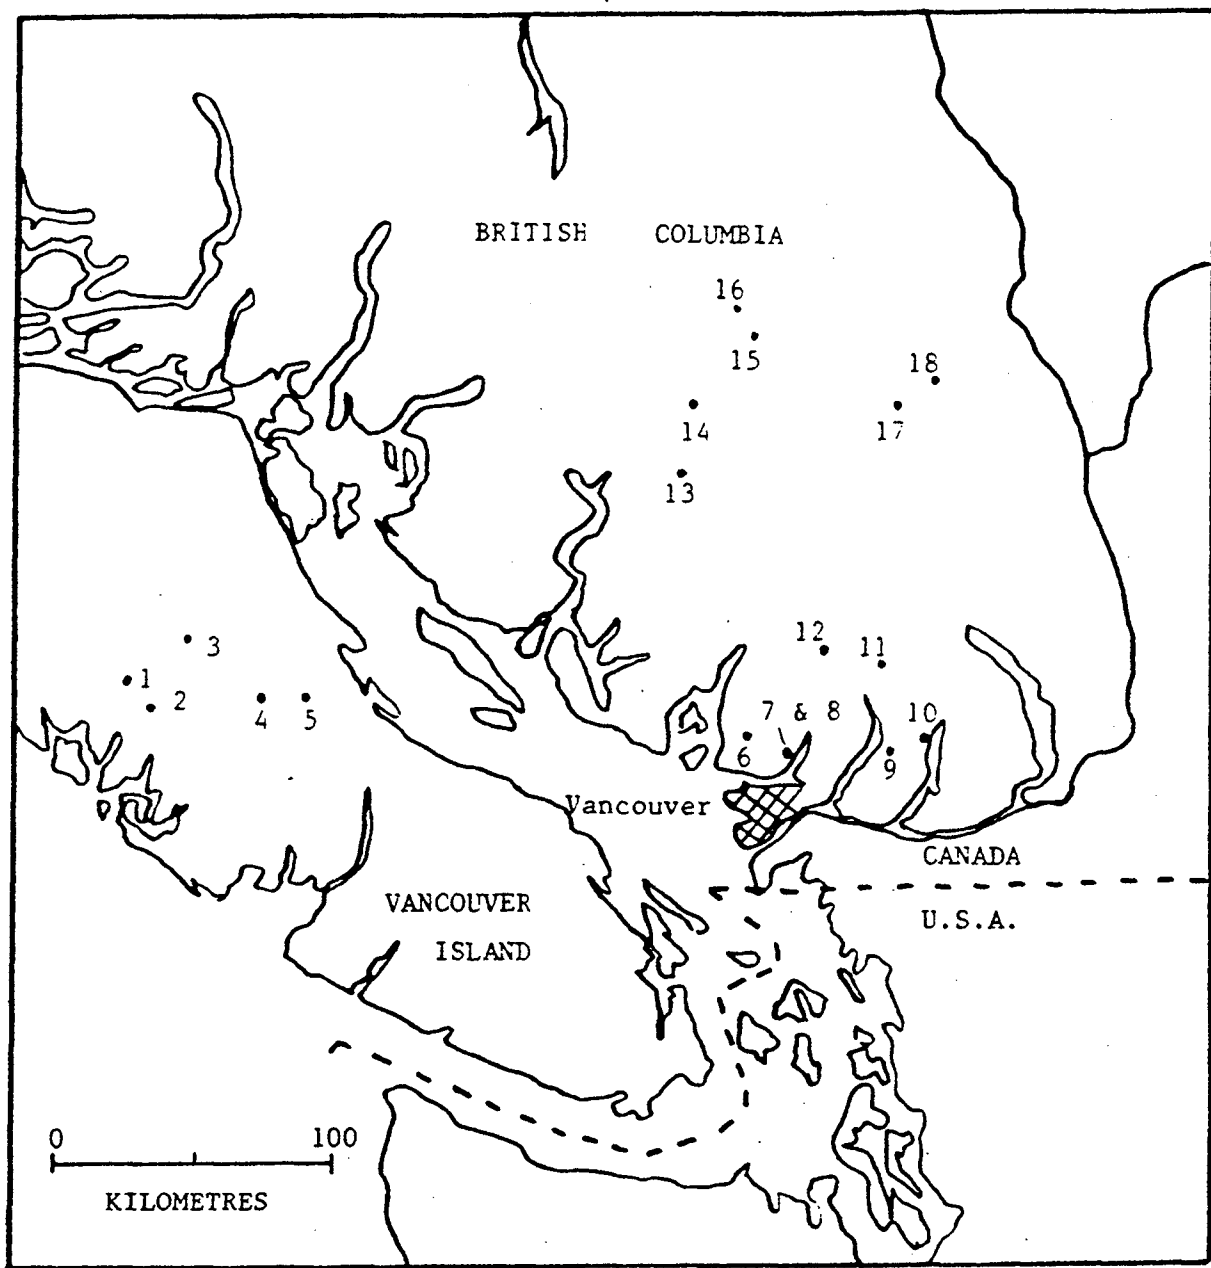 BRITISH COLUMBIA
16
15
18
14
17
13
12
11
3
1
2
4
5
7 & 8
10
6
9
Vancouver
CANADA
VANCOUVER
ISLAND
U.S.A.
0 100
KILOMETRES